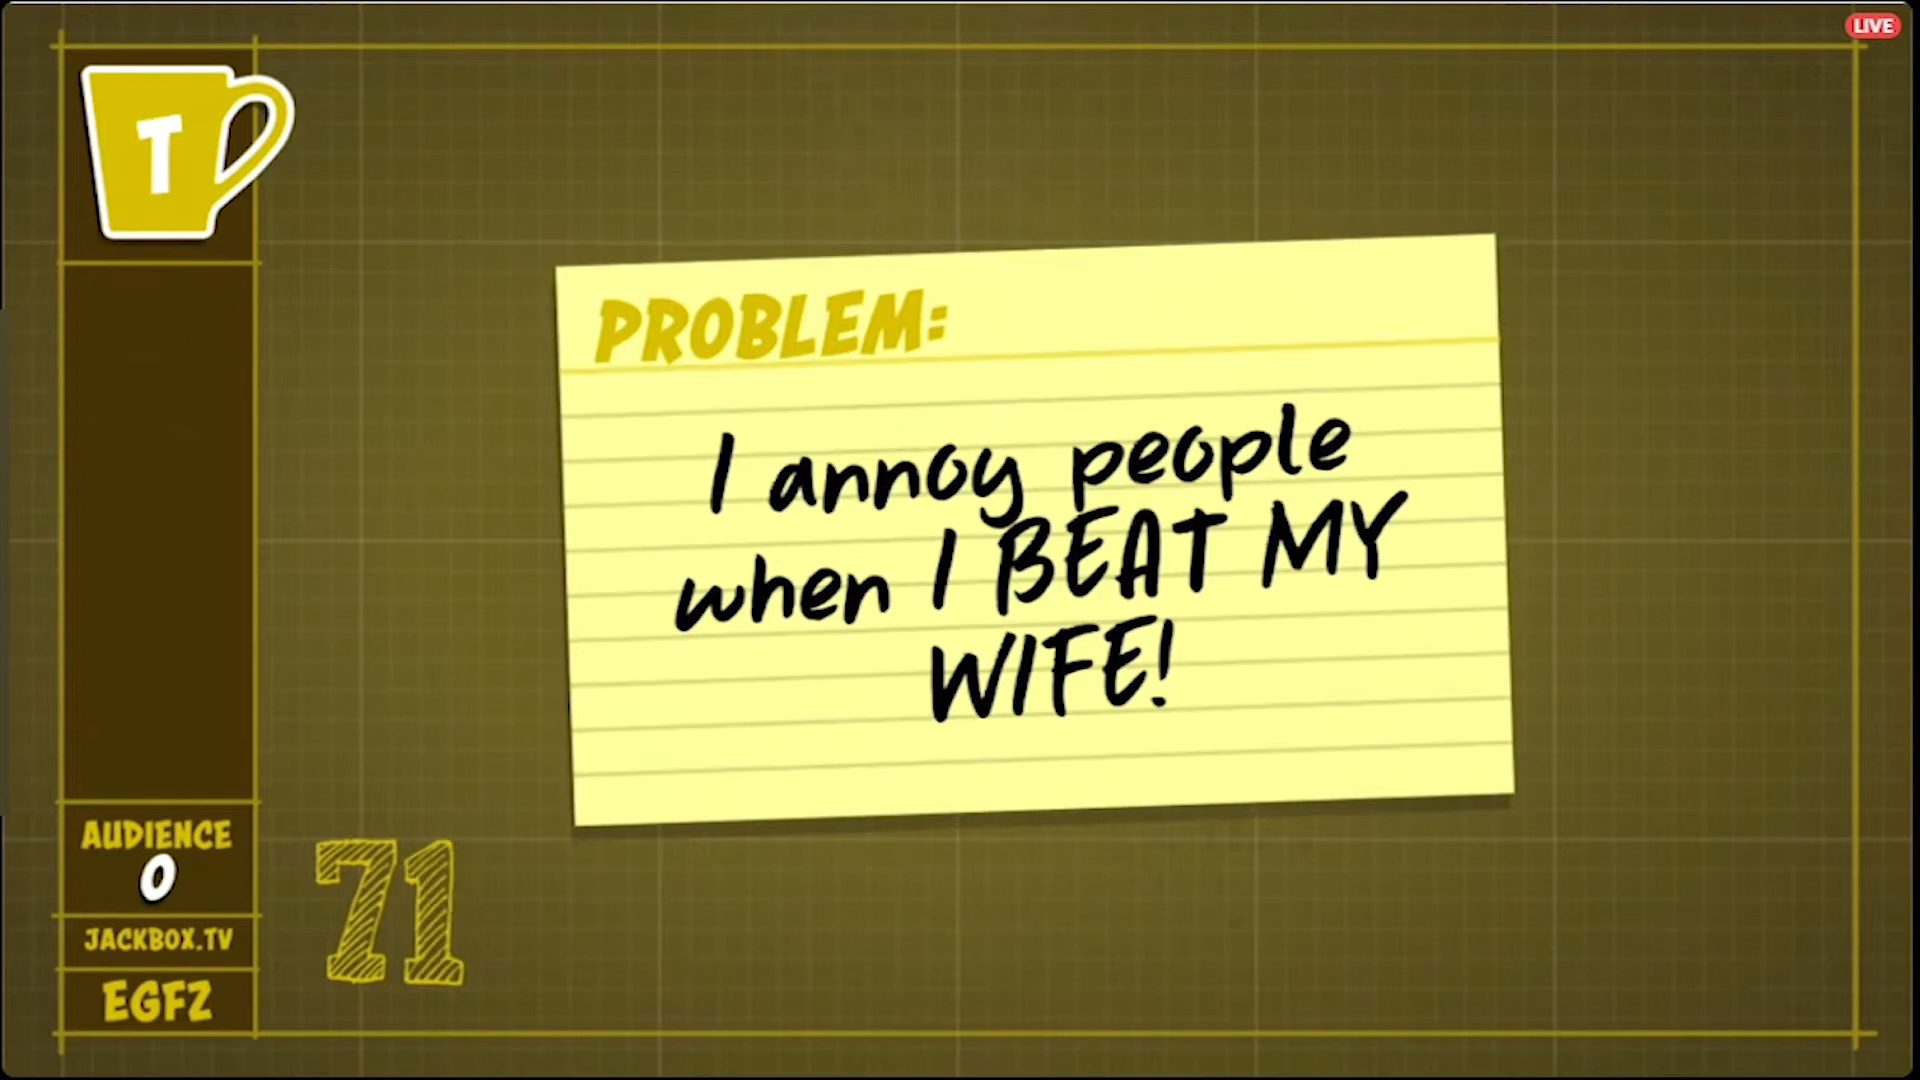 LIVE
T
PROBLEM:
I annoy people
when I BEAT MY
WIFE!
AUDIENCE
0
JACKBOX.TV
EGFZ
71